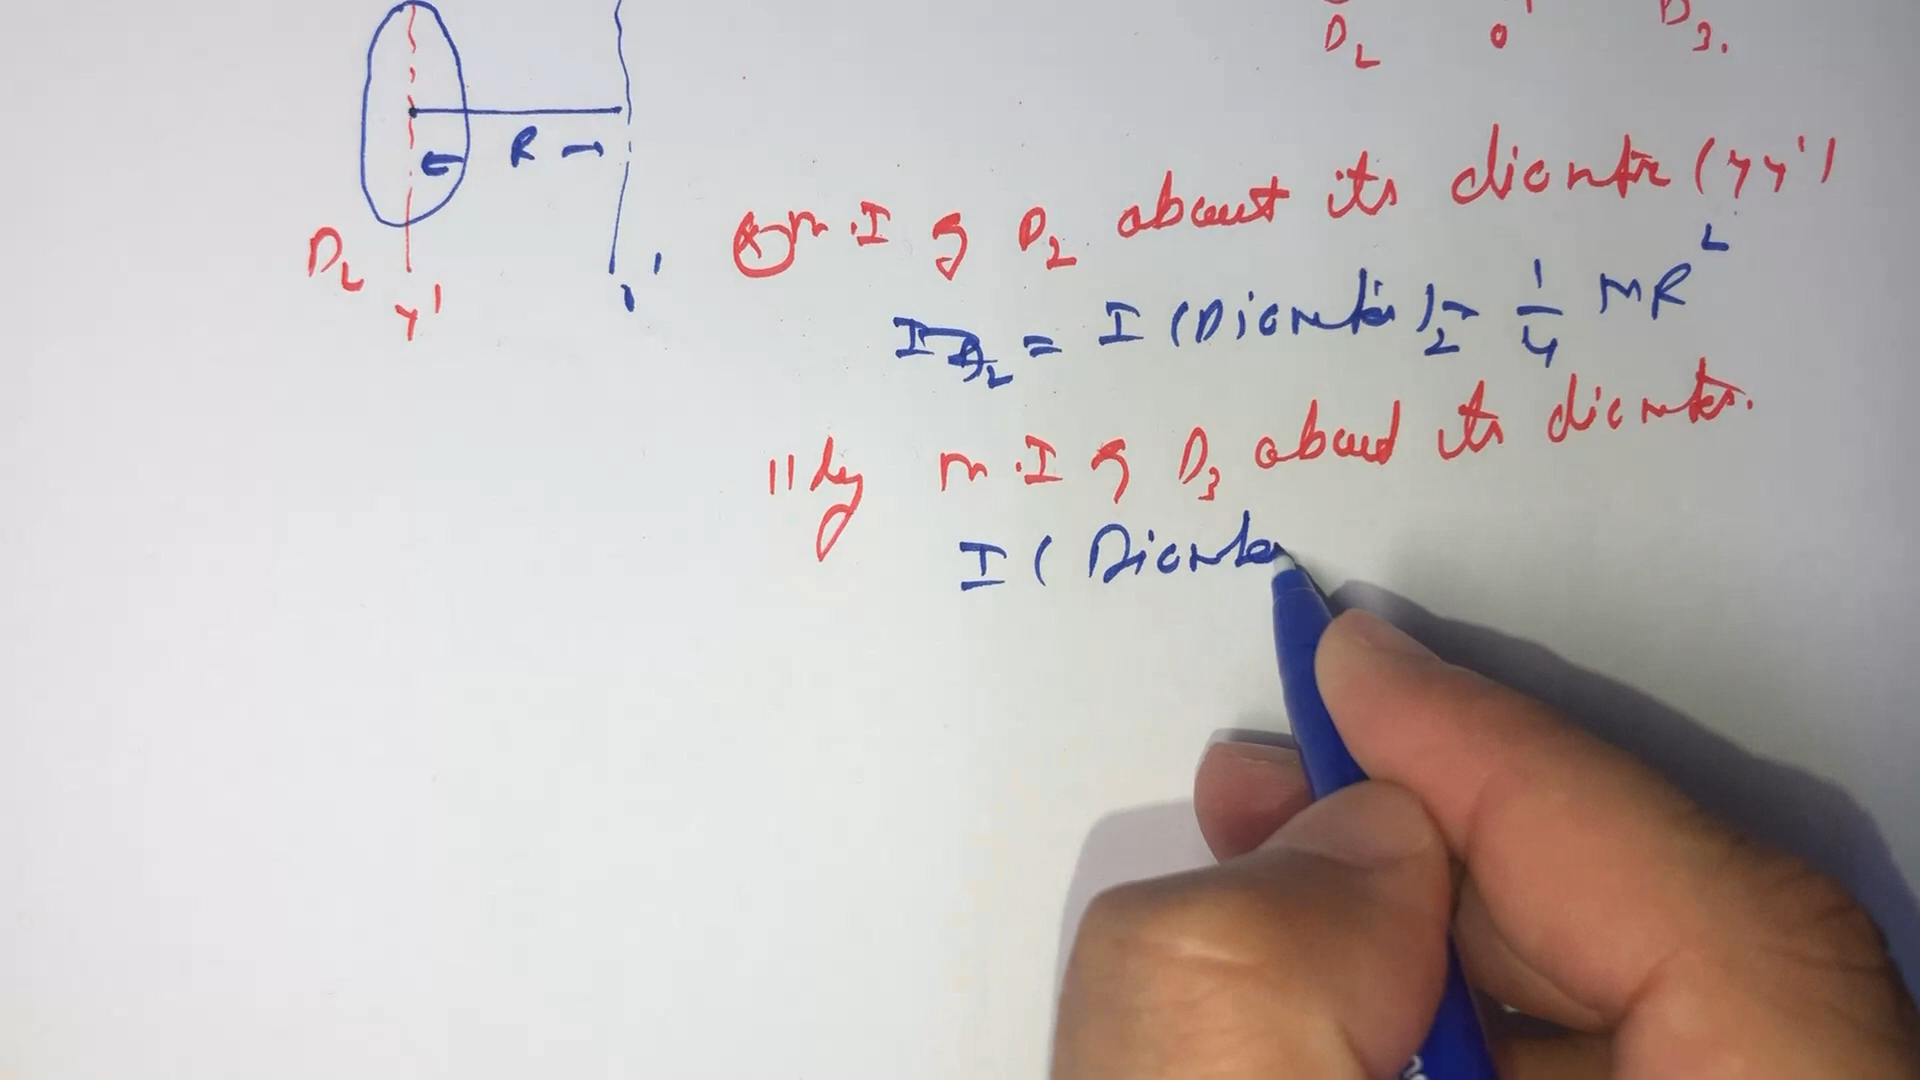 D2 0 D3.
R
D2 y' 1'
M.I of D2 about its diameter (yy')
ID2 = I (Diameter)2 = 1/4 MR²
||ly M.I of D3 about its diameter.
I ( Diameter